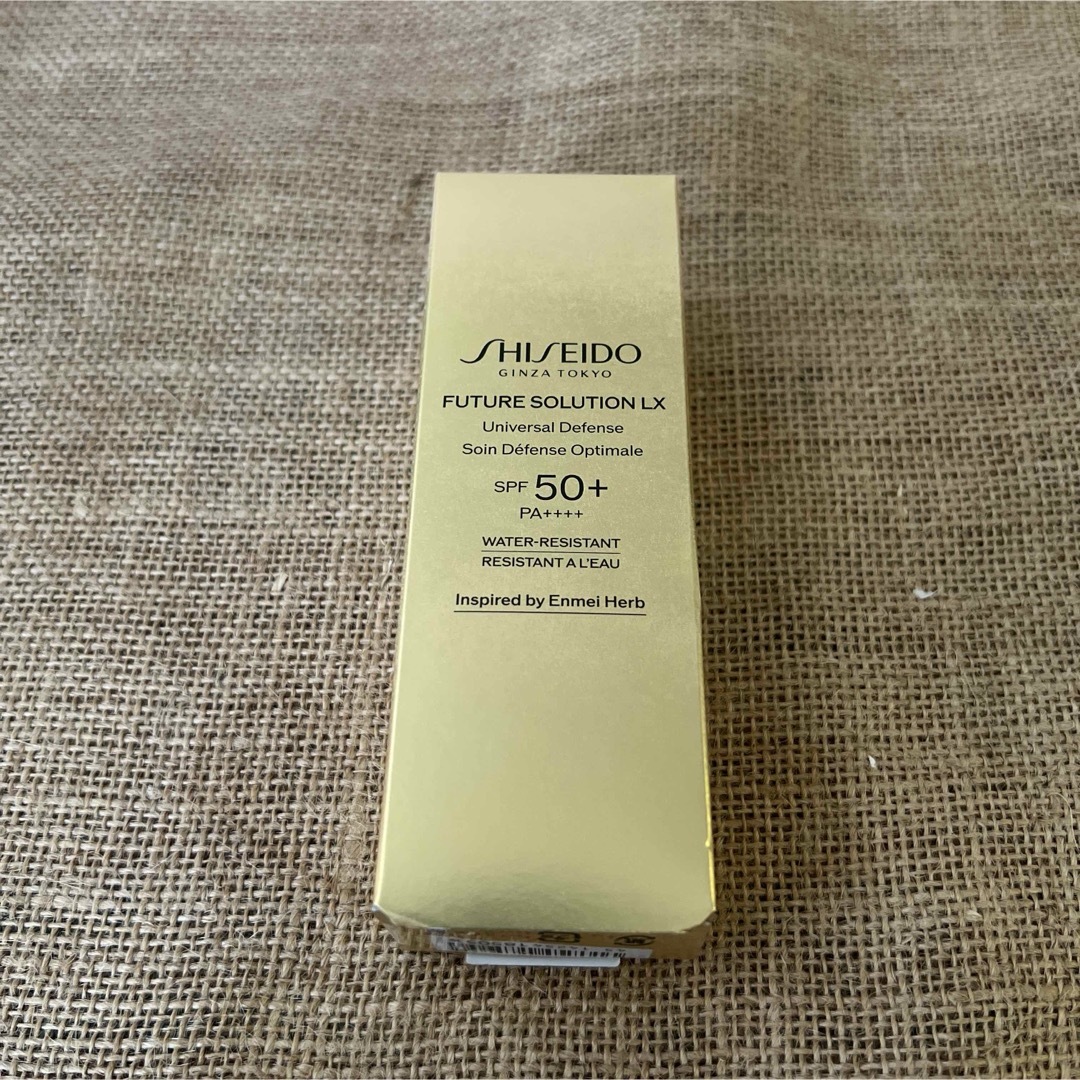 SHISEIDO
GINZA TOKYO
FUTURE SOLUTION LX
Universal Defense
Soin Défense Optimale
SPF 50+
PA++++
WATER-RESISTANT
RESISTANT A L'EAU
Inspired by Enmei Herb